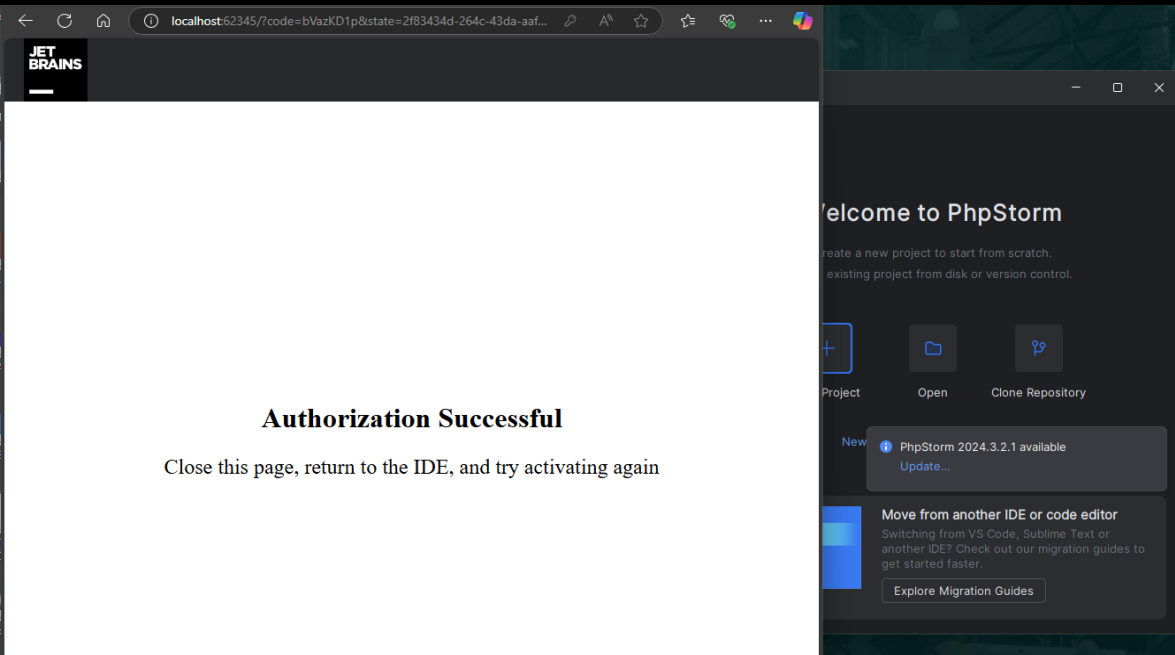 localhost:62345/?code=bVazKD1p&state=2f83434d-264c-43da-aaf...
JET
BRAINS
Authorization Successful
Close this page, return to the IDE, and try activating again
elcome to PhpStorm
reate a new project to start from scratch.
existing project from disk or version control.
Project
Open
Clone Repository
New
PhpStorm 2024.3.2.1 available
Update...
Move from another IDE or code editor
Switching from VS Code, Sublime Text or
another IDE? Check out our migration guides to
get started faster.
Explore Migration Guides